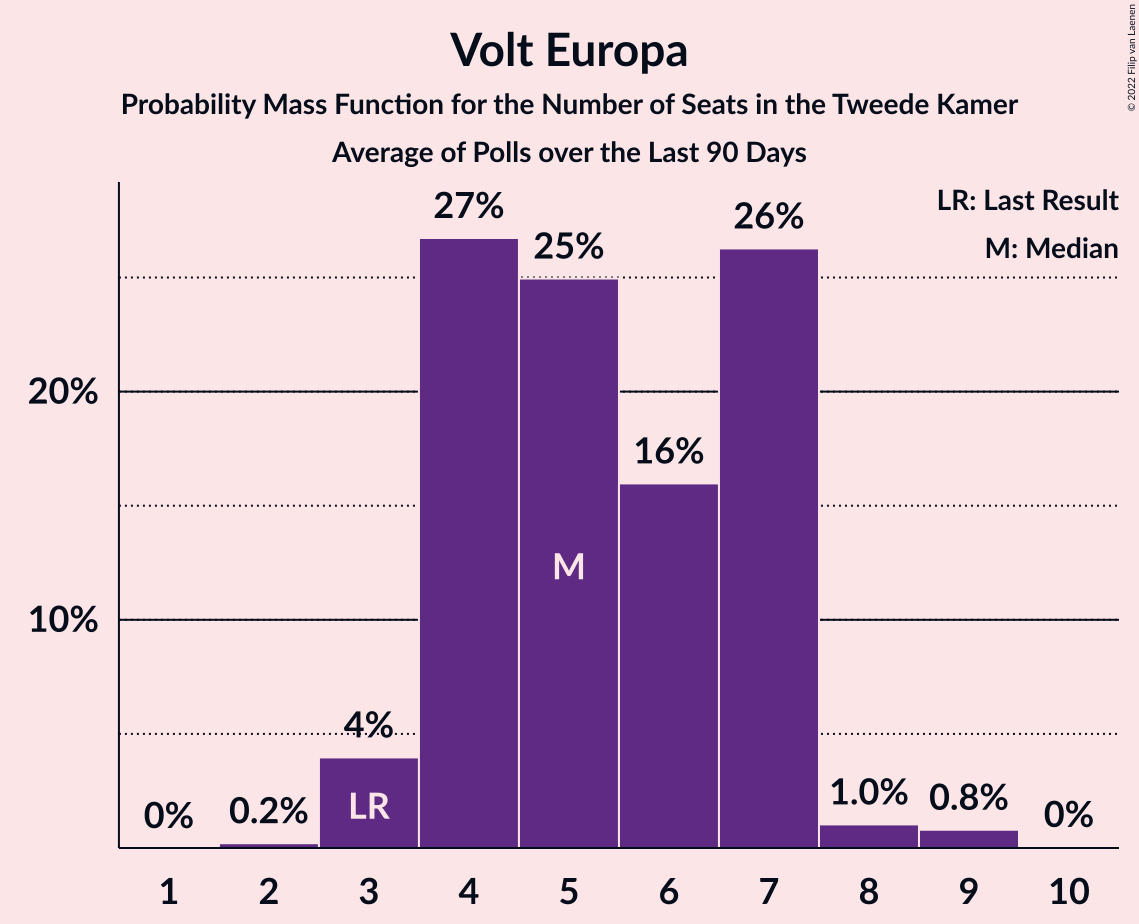 Volt Europa
Probability Mass Function for the Number of Seats in the Tweede Kamer
Average of Polls over the Last 90 Days
© 2022 Filip van Laenen
LR: Last Result
M: Median
27%
25%
26%
20%
16%
M
10%
4%
LR
0%
0.2%
1.0%
0.8%
0%
1 2 3 4 5 6 7 8 9 10